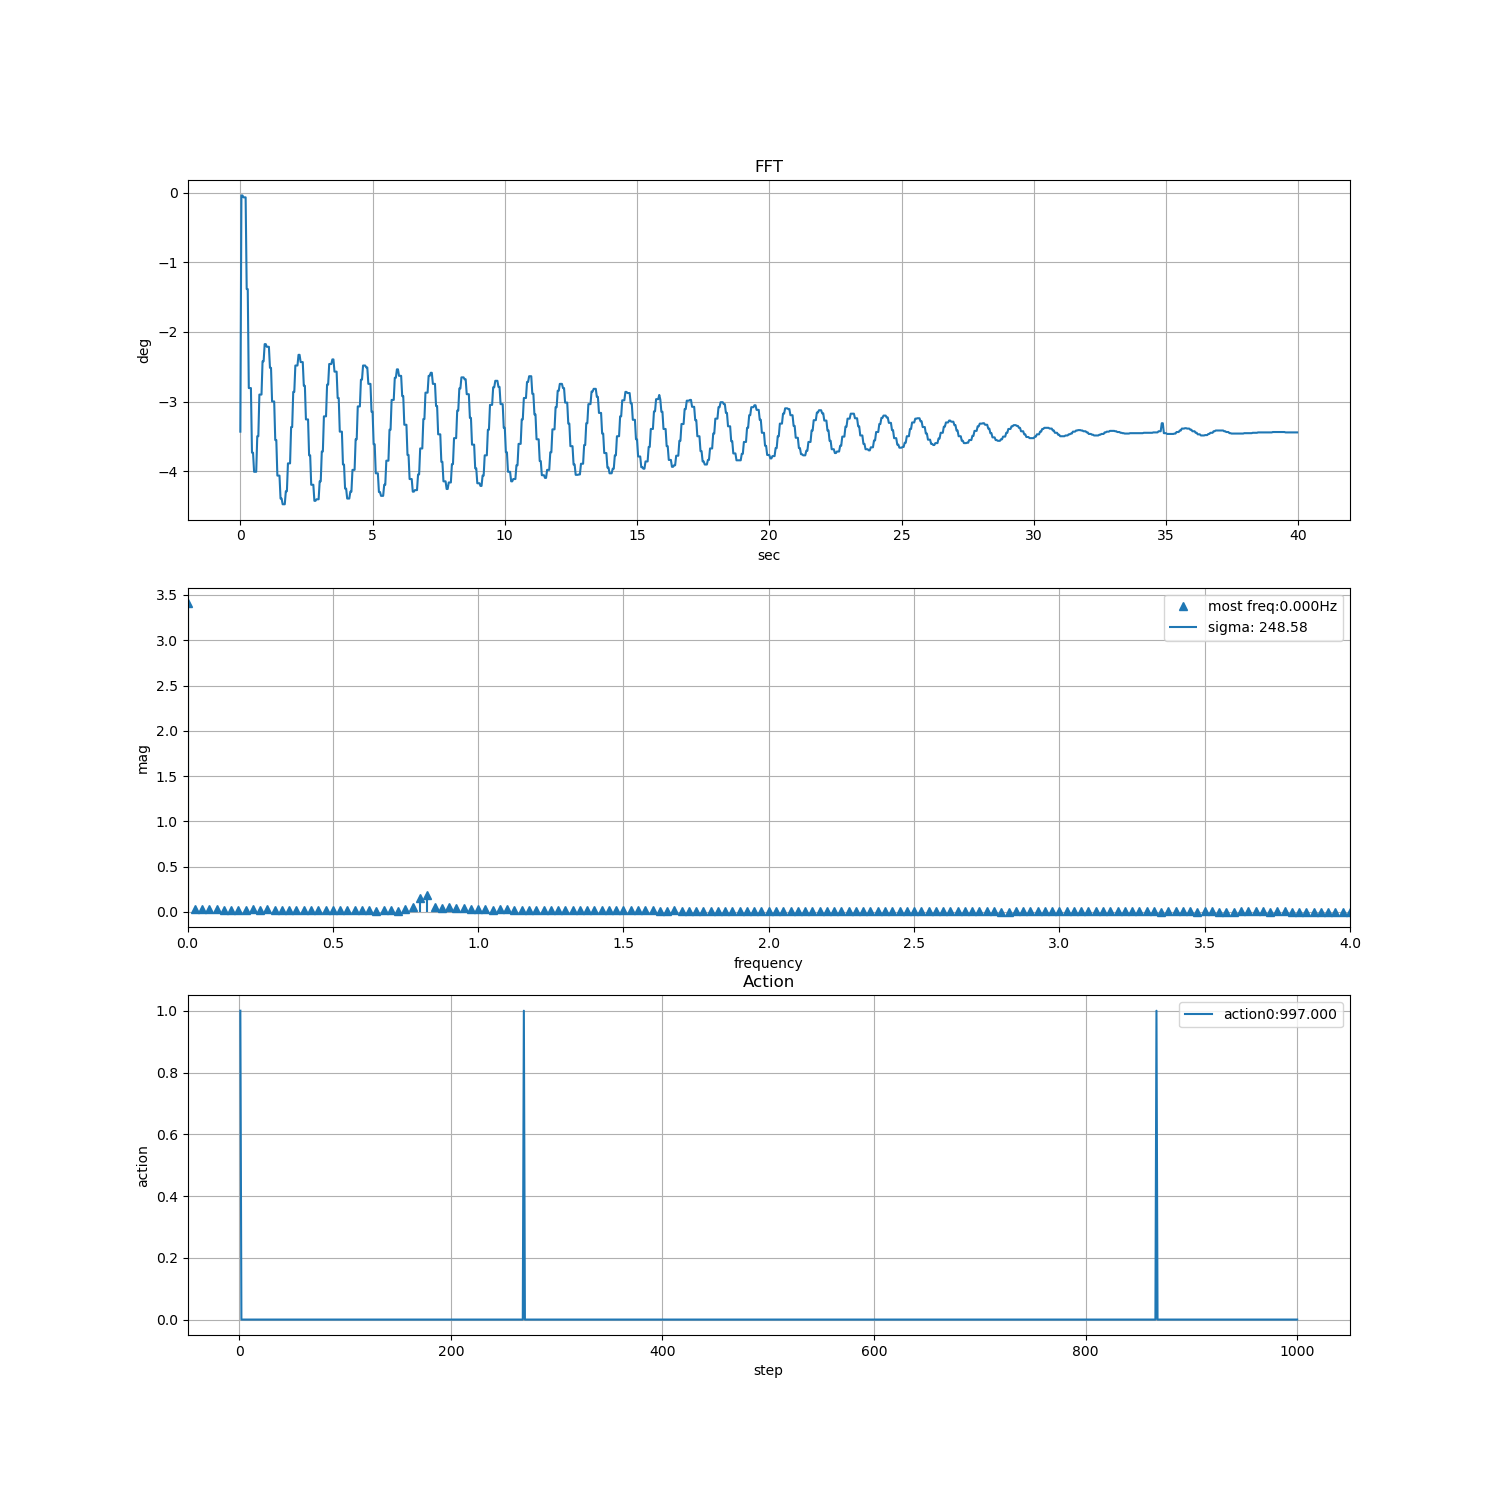 FFT
0
−1
−2
−3
−4
deg
0 5 10 15 20 25 30 35 40
sec
3.5
3.0
2.5
2.0
1.5
1.0
0.5
0.0
mag
most freq:0.000Hz
sigma: 248.58
0.0 0.5 1.0 1.5 2.0 2.5 3.0 3.5 4.0
frequency
Action
1.0
0.8
0.6
0.4
0.2
0.0
action
action0:997.000
0 200 400 600 800 1000
step